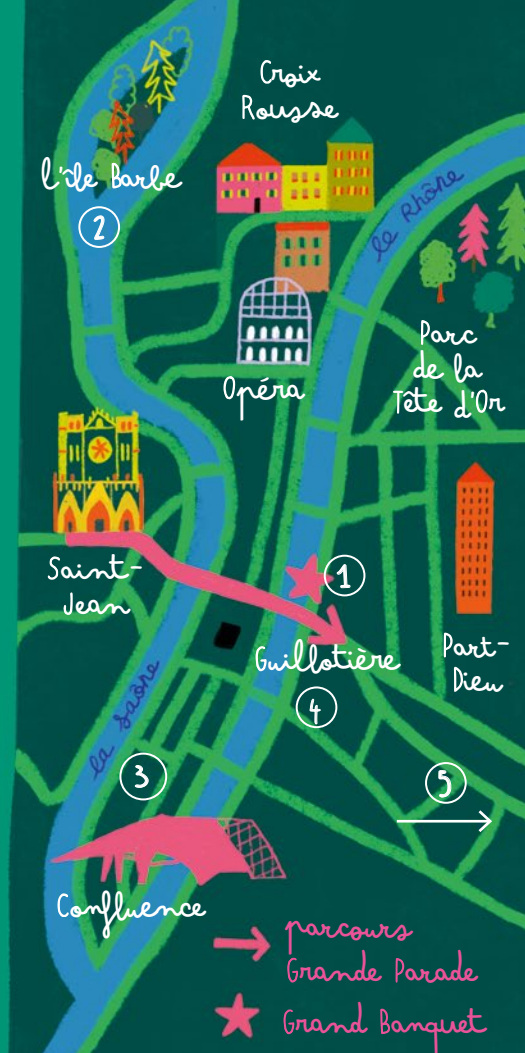 Croix
Rousse
l'île Barbe
2
le Rhône
Parc
de la
Tête d'Or
Opéra
Saint-
Jean
1
Guillotière
4
Part-
Dieu
la Saône
3
5
Confluence
parcours
Grande Parade
Grand Banquet